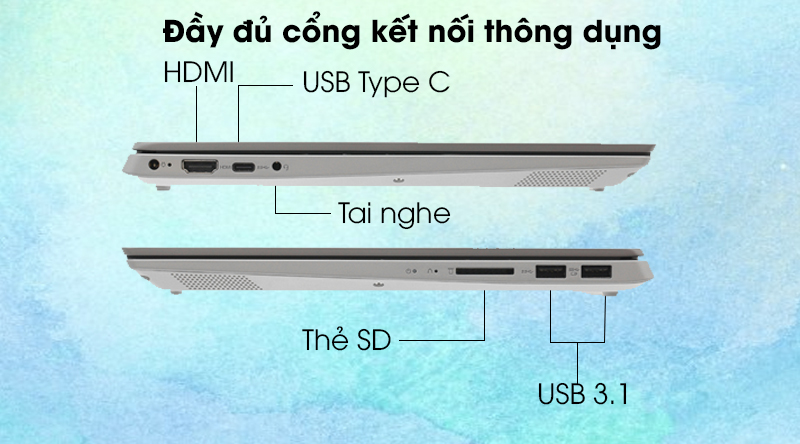 Đầy đủ cổng kết nối thông dụng
HDMI
USB Type C
Tai nghe
Thẻ SD
USB 3.1